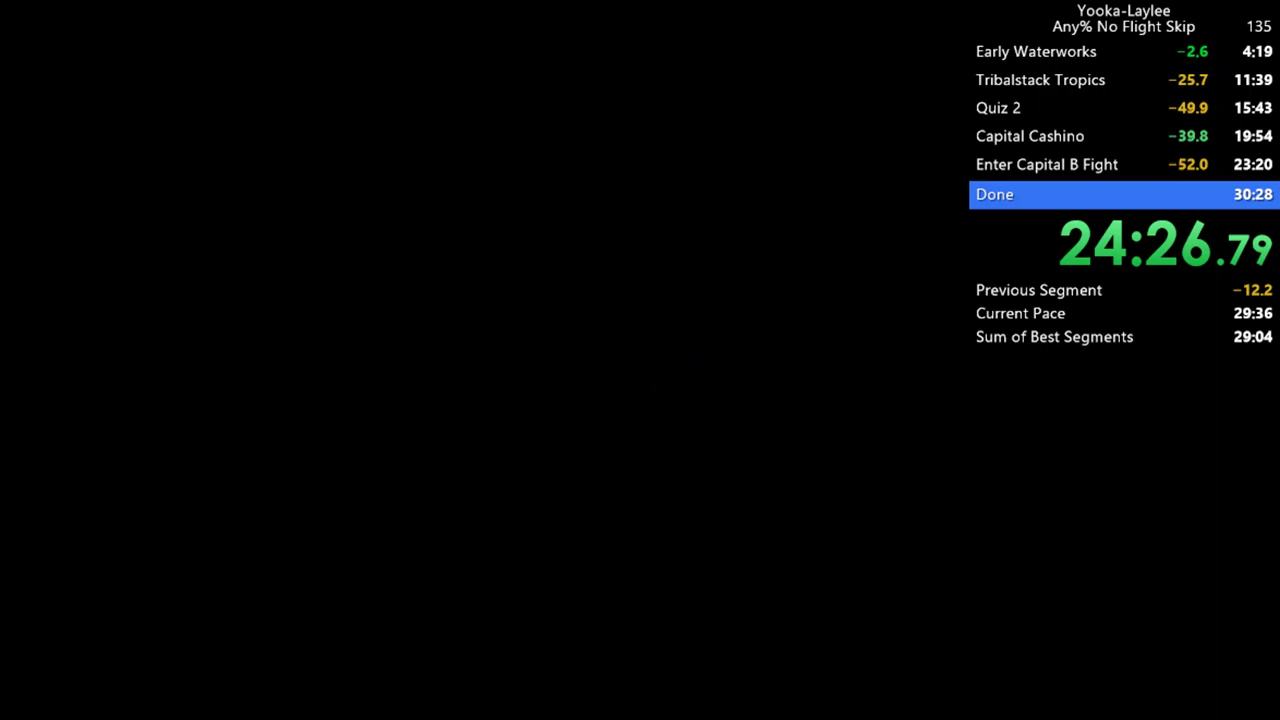 Yooka-Laylee
Any% No Flight Skip 135
Early Waterworks −2.6 4:19
Tribalstack Tropics −25.7 11:39
Quiz 2 −49.9 15:43
Capital Cashino −39.8 19:54
Enter Capital B Fight −52.0 23:20
Done 30:28
24:26.79
Previous Segment −12.2
Current Pace 29:36
Sum of Best Segments 29:04